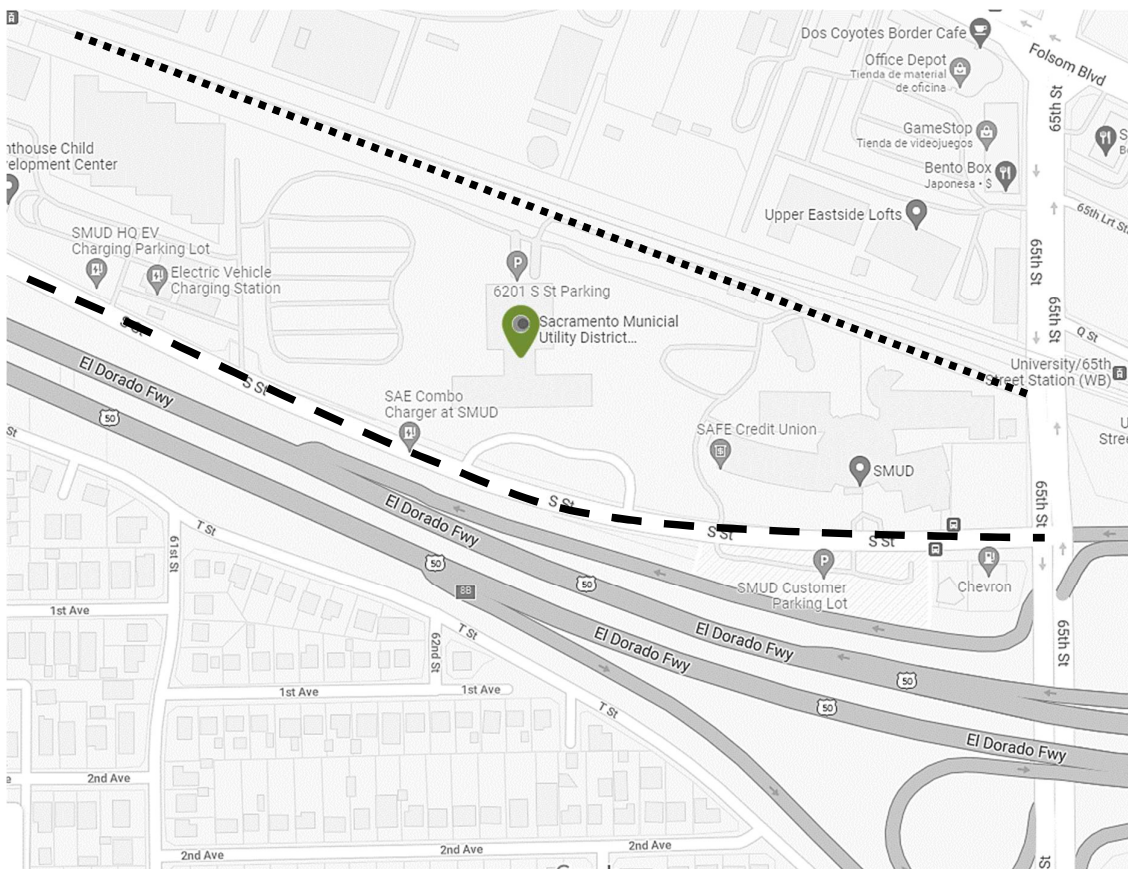 Dos Coyotes Border Cafe
Folsom Blvd
Office Depot
Tienda de material
de oficina
65th St
GameStop
Tienda de videojuegos
Bento Box
Japonesa • $
nthouse Child
elopment Center
Upper Eastside Lofts
65th Lrt St
SMUD HQ EV
Charging Parking Lot
Electric Vehicle
Charging Station
P
6201 S St Parking
65th St
65th St
Q St
Sacramento Municial
Utility District...
S St
El Dorado Fwy
50
S St
University/65th
Street Station (WB)
SAE Combo
Charger at SMUD
St
SAFE Credit Union
SMUD
U
Stree
65th St
S St
S St
S St
El Dorado Fwy
T St
61st St
50
50
P
SMUD Customer
Parking Lot
Chevron
1st Ave
T St
62nd St
El Dorado Fwy
El Dorado Fwy
65th St
50
1st Ave
1st Ave
T St
50
El Dorado Fwy
2nd Ave
2nd Ave
2nd Ave
2nd Ave